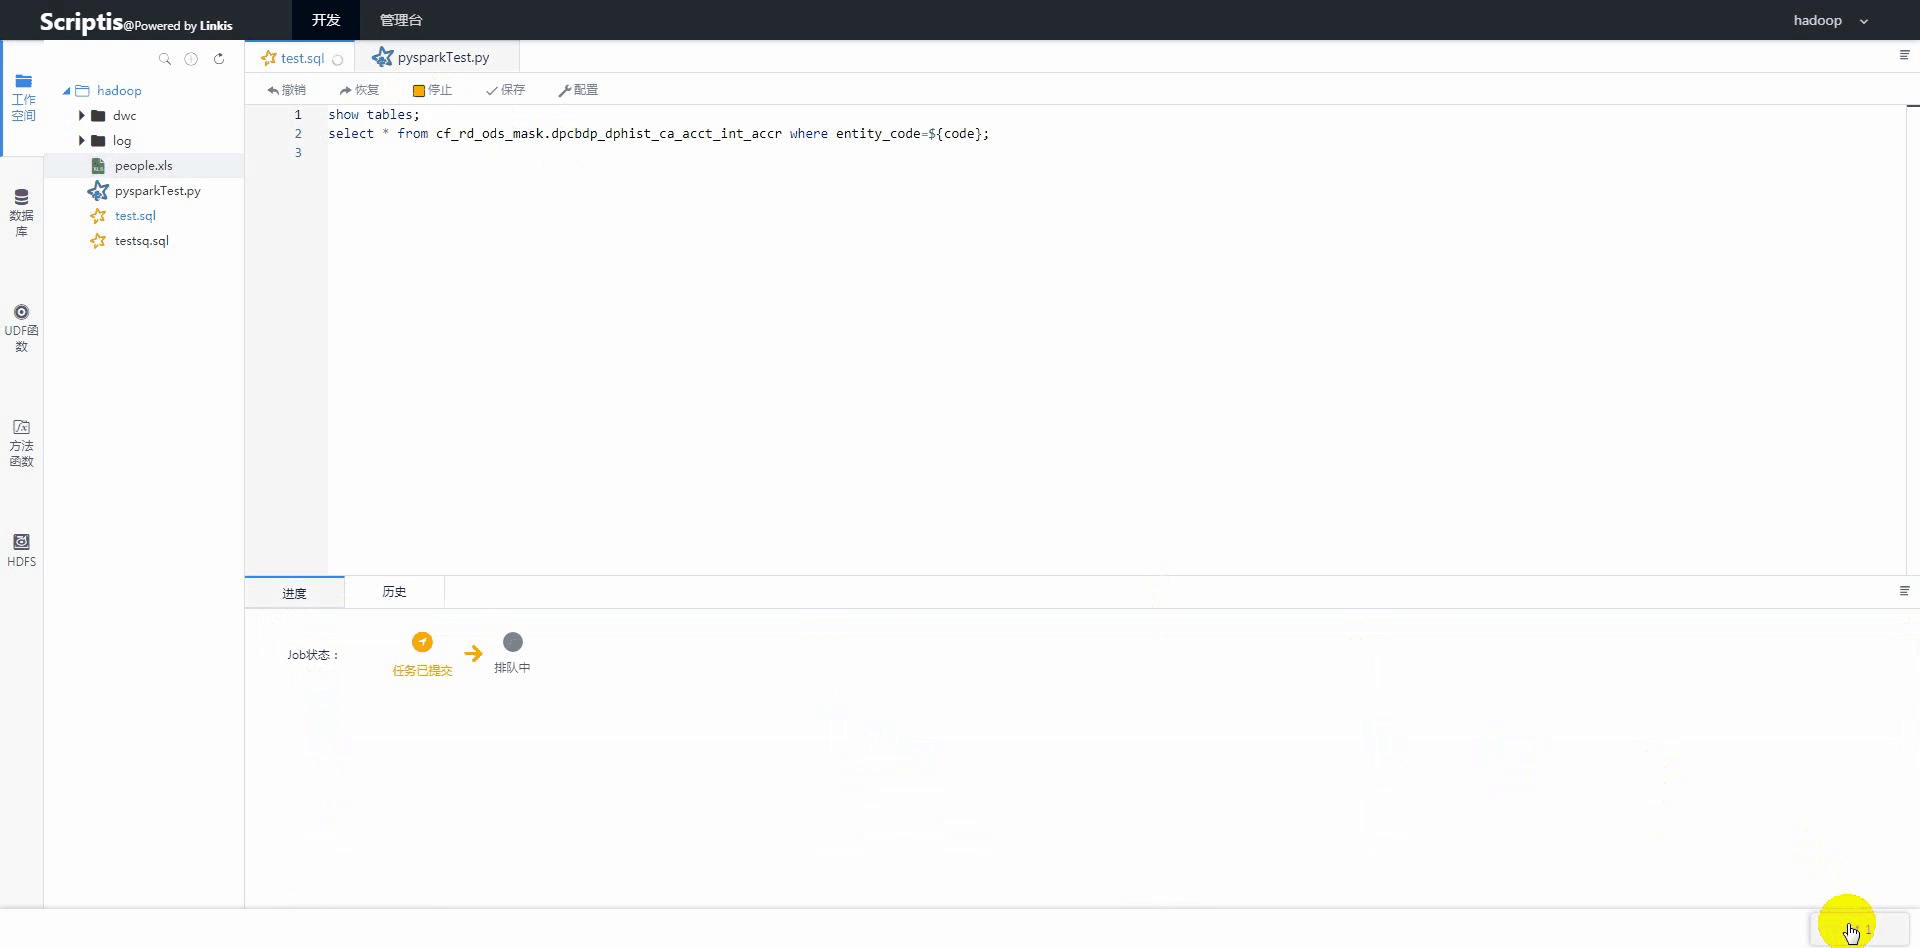 Scriptis@Powered by Linkis
开发
管理台
hadoop
工作
空间
数据
库
UDF函
数
方法
函数
HDFS
hadoop
dwc
log
people.xls
pysparkTest.py
test.sql
testsq.sql
test.sql
pysparkTest.py
撤销
恢复
停止
保存
配置
1
show tables;
2
select * from cf_rd_ods_mask.dpcbdp_dphist_ca_acct_int_accr where entity_code=${code};
3
进度
历史
Job状态：
任务已提交
排队中
1